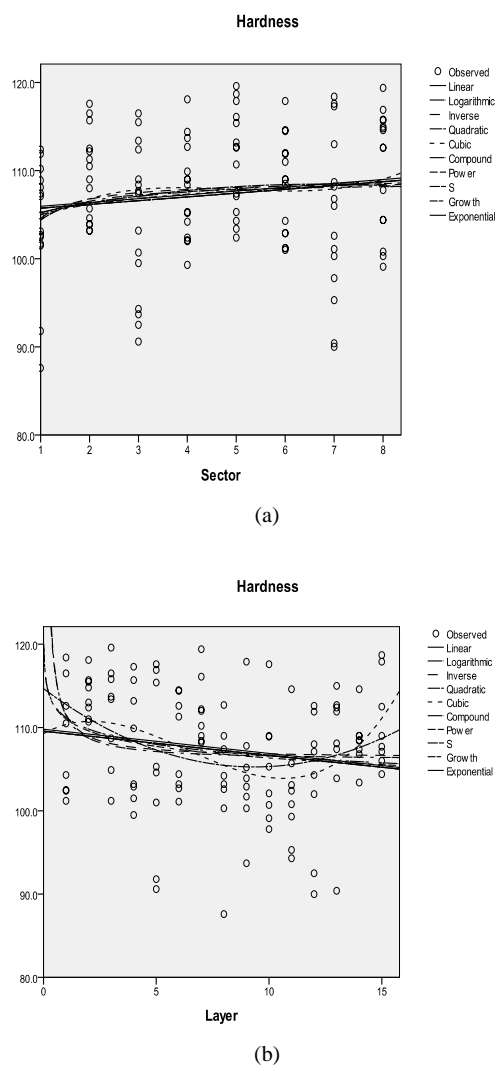 Hardness
120.0
110.0
100.0
90.0
80.0
1 2 3 4 5 6 7 8
Sector
Observed
Linear
Logarithmic
Inverse
Quadratic
Cubic
Compound
Power
S
Growth
Exponential
(a)
Hardness
120.0
110.0
100.0
90.0
80.0
0 5 10 15
Layer
Observed
Linear
Logarithmic
Inverse
Quadratic
Cubic
Compound
Power
S
Growth
Exponential
(b)